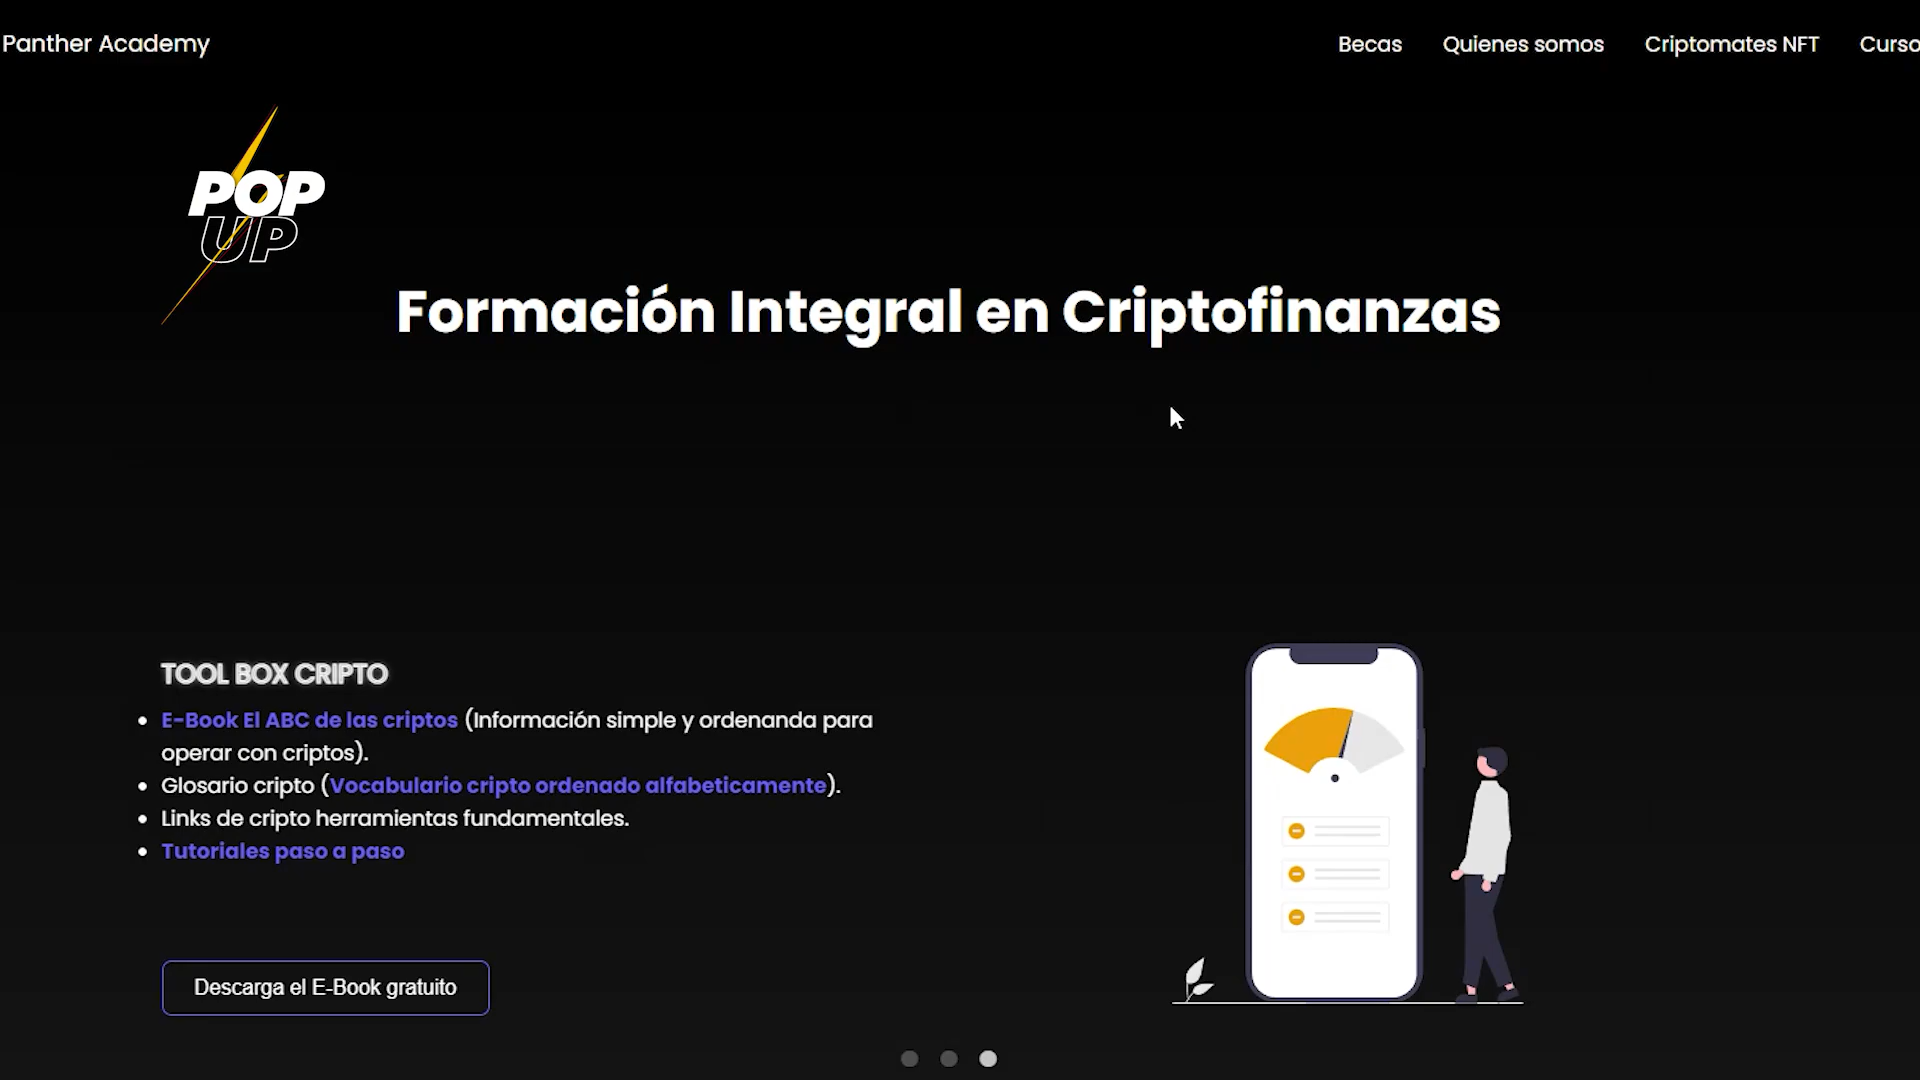 Panther Academy
Becas
Quienes somos
Criptomates NFT
Curso
POP
UP
Formación Integral en Criptofinanzas
TOOL BOX CRIPTO
E-Book El ABC de las criptos (Información simple y ordenanda para
operar con criptos).
Glosario cripto (Vocabulario cripto ordenado alfabeticamente).
Links de cripto herramientas fundamentales.
Tutoriales paso a paso
Descarga el E-Book gratuito